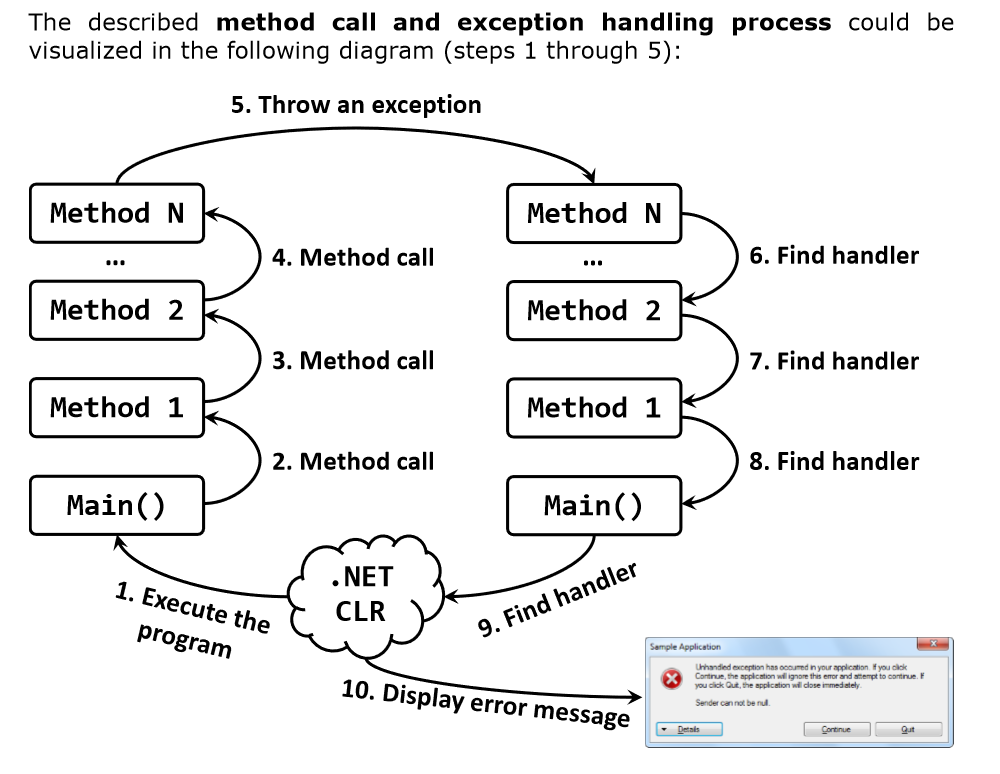 The described method call and exception handling process could be
visualized in the following diagram (steps 1 through 5):
5. Throw an exception
Method N
Method N
...
4. Method call
...
6. Find handler
Method 2
Method 2
3. Method call
7. Find handler
Method 1
Method 1
2. Method call
8. Find handler
Main()
Main()
.NET
CLR
1. Execute the
program
9. Find handler
10. Display error message
Sample Application
Unhandled exception has occurred in your application. If you click
Continue, the application will ignore this error and attempt to continue. If
you click Quit, the application will close immediately.
Sender can not be null.
Details
Continue
Quit